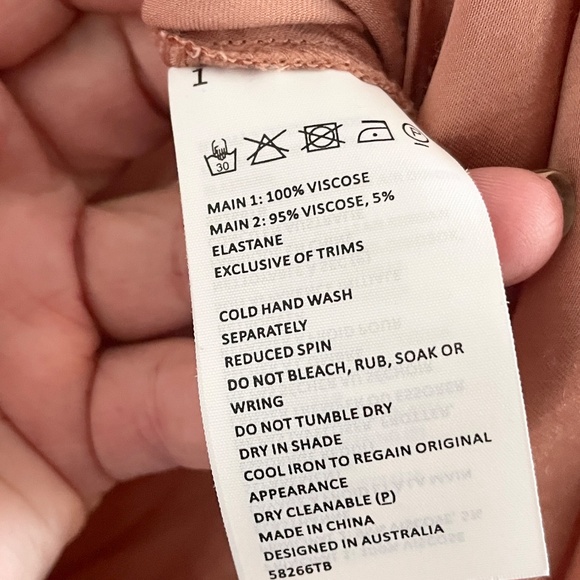 1
30
MAIN 1: 100% VISCOSE
MAIN 2: 95% VISCOSE, 5%
ELASTANE
EXCLUSIVE OF TRIMS
COLD HAND WASH
SEPARATELY
REDUCED SPIN
DO NOT BLEACH, RUB, SOAK OR
WRING
DO NOT TUMBLE DRY
DRY IN SHADE
COOL IRON TO REGAIN ORIGINAL
APPEARANCE
DRY CLEANABLE (P)
MADE IN CHINA
DESIGNED IN AUSTRALIA
58266TB